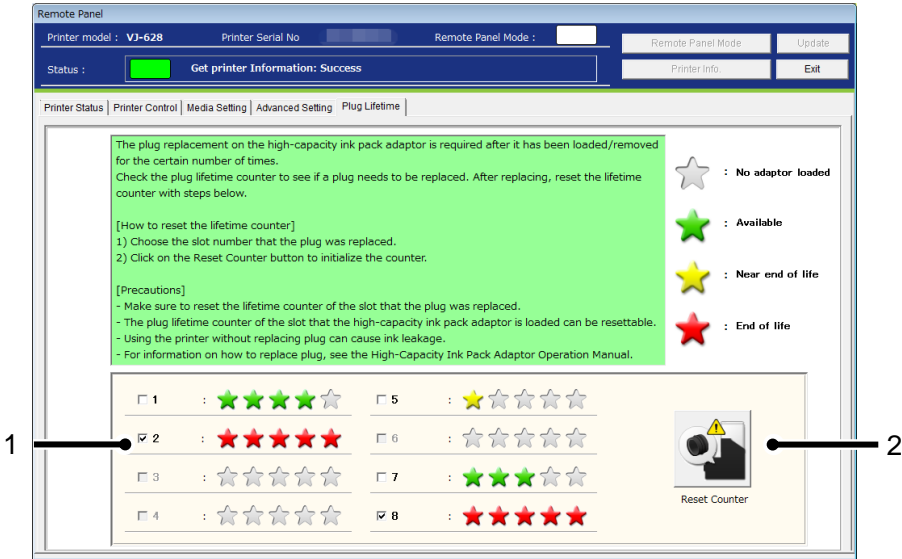 Remote Panel
Printer model : VJ-628 Printer Serial No Remote Panel Mode : Remote Panel Mode Update
Status : Get printer Information: Success Printer Info. Exit
Printer Status Printer Control Media Setting Advanced Setting Plug Lifetime
The plug replacement on the high-capacity ink pack adaptor is required after it has been loaded/removed
for the certain number of times.
Check the plug lifetime counter to see if a plug needs to be replaced. After replacing, reset the lifetime
counter with steps below.
[How to reset the lifetime counter]
1) Choose the slot number that the plug was replaced.
2) Click on the Reset Counter button to initialize the counter.
[Precautions]
- Make sure to reset the lifetime counter of the slot that the plug was replaced.
- The plug lifetime counter of the slot that the high-capacity ink pack adaptor is loaded can be resettable.
- Using the printer without replacing plug can cause ink leakage.
- For information on how to replace plug, see the High-Capacity Ink Pack Adaptor Operation Manual.
: No adaptor loaded
: Available
: Near end of life
: End of life
1 : 5 :
2 : 6 :
3 : 7 :
4 : 8 :
Reset Counter
1
2